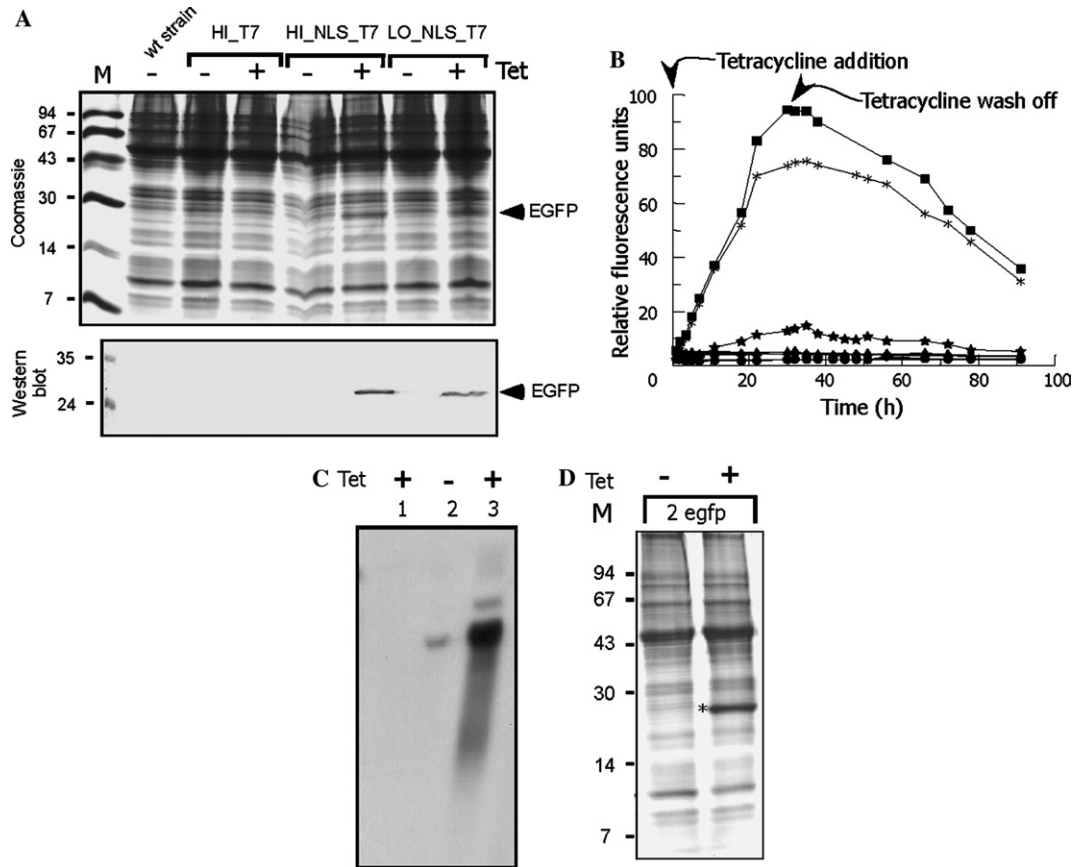 A
wt strain
HI_T7
HI_NLS_T7
LO_NLS_T7
M - - + - + - + Tet
94
67
43
30
14
7
Coomassie
EGFP
35
24
Western blot
EGFP
B
Tetracycline addition
Tetracycline wash off
Relative fluorescence units
100
80
60
40
20
0 20 40 60 80 100
Time (h)
C Tet + - +
1 2 3
D Tet - +
M 2 egfp
94
67
43
30
14
7
*